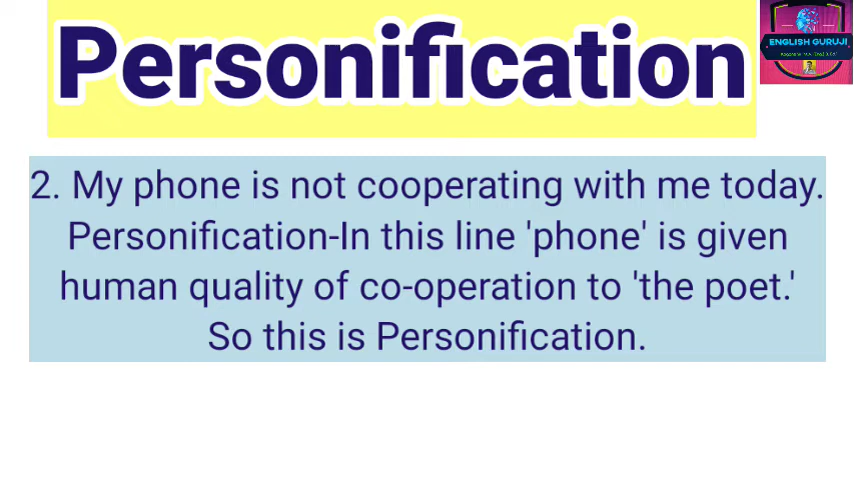 Personification
ENGLISH GURUJI
2. My phone is not cooperating with me today.
Personification-In this line 'phone' is given
human quality of co-operation to 'the poet.'
So this is Personification.